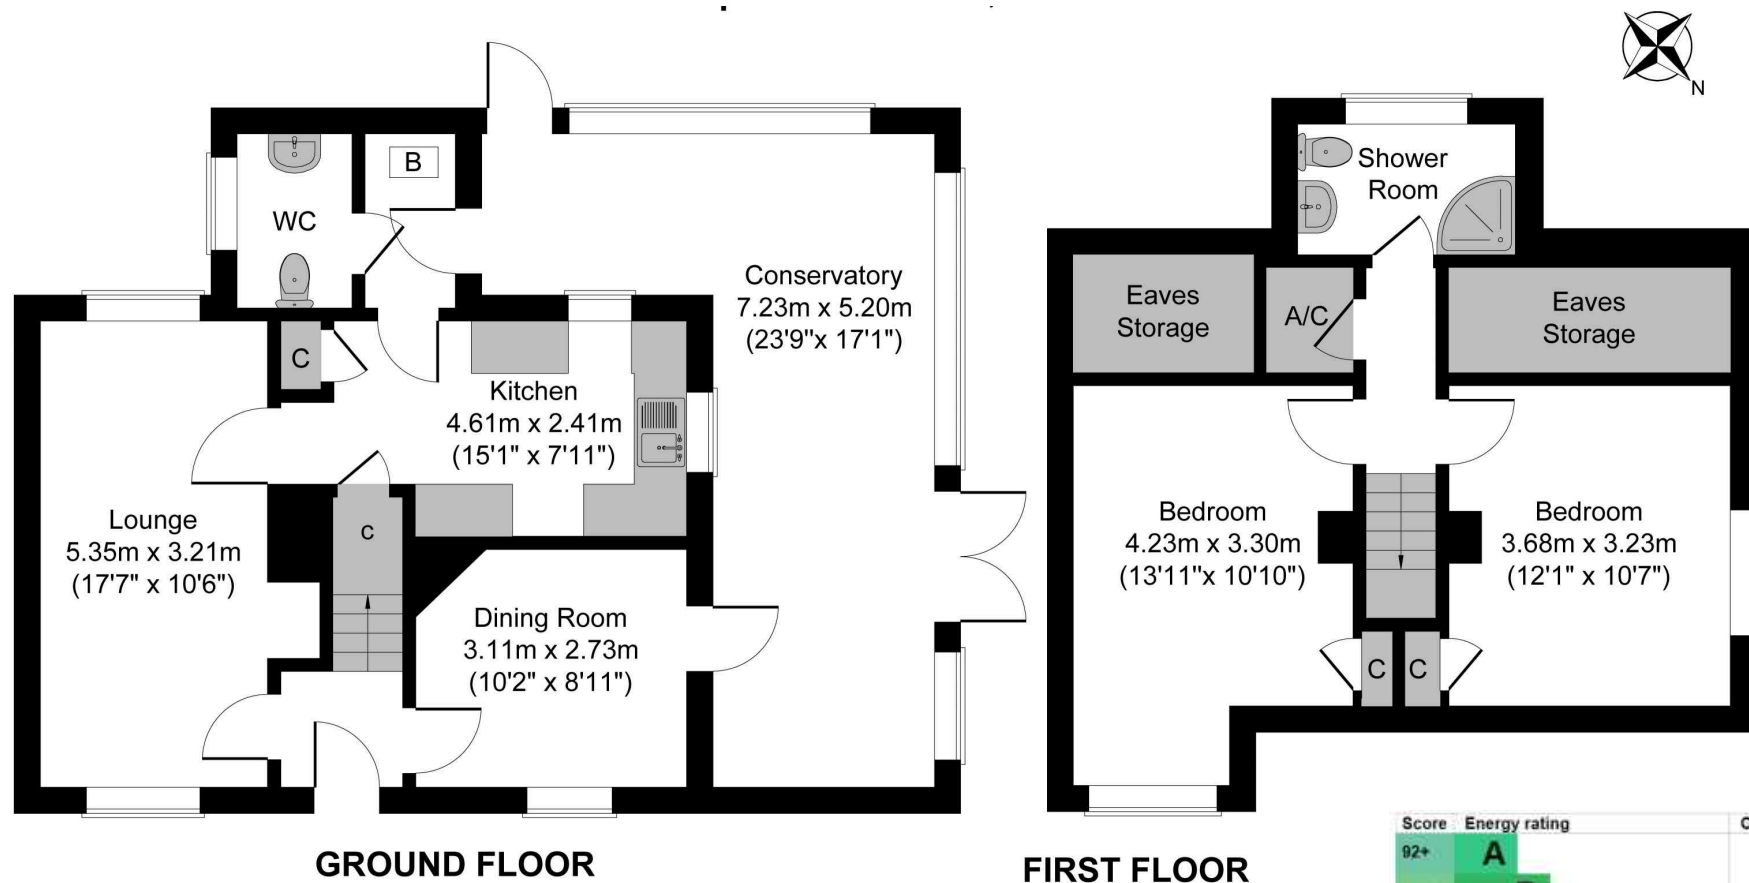 N
B
WC
Conservatory
7.23m x 5.20m
(23'9"x 17'1")
C
Kitchen
4.61m x 2.41m
(15'1" x 7'11")
Lounge
5.35m x 3.21m
(17'7" x 10'6")
c
Dining Room
3.11m x 2.73m
(10'2" x 8'11")
GROUND FLOOR
Shower
Room
Eaves
Storage
A/C
Eaves
Storage
Bedroom
4.23m x 3.30m
(13'11"x 10'10")
Bedroom
3.68m x 3.23m
(12'1" x 10'7")
C
C
FIRST FLOOR
Score Energy rating
92+ A